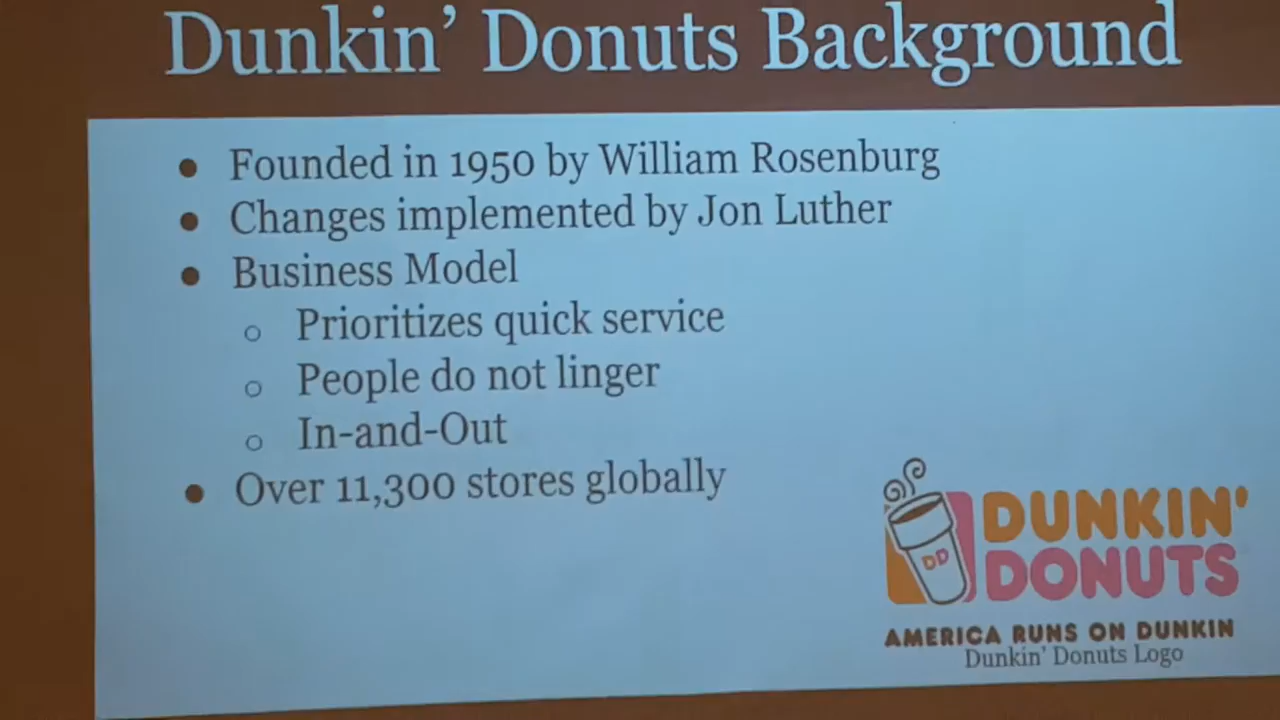 Dunkin' Donuts Background
● Founded in 1950 by William Rosenburg
● Changes implemented by Jon Luther
● Business Model
○ Prioritizes quick service
○ People do not linger
○ In-and-Out
● Over 11,300 stores globally
DD
DUNKIN'
DONUTS
AMERICA RUNS ON DUNKIN
Dunkin' Donuts Logo